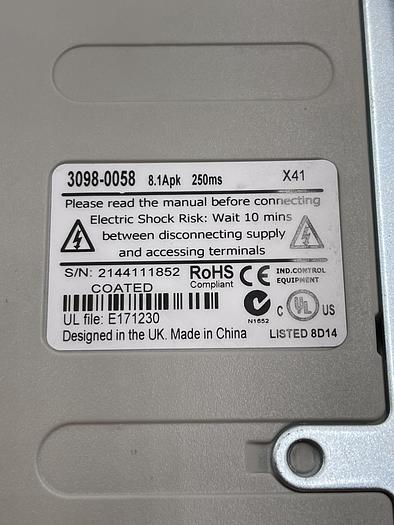 3098-0058 8.1Apk 250ms X41
Please read the manual before connecting
Electric Shock Risk: Wait 10 mins
between disconnecting supply
and accessing terminals
S/N: 2144111852 RoHS CE IND.CONTROL
COATED Compliant EQUIPMENT
N1652 C UL US
UL file: E171230
Designed in the UK. Made in China LISTED 8D14